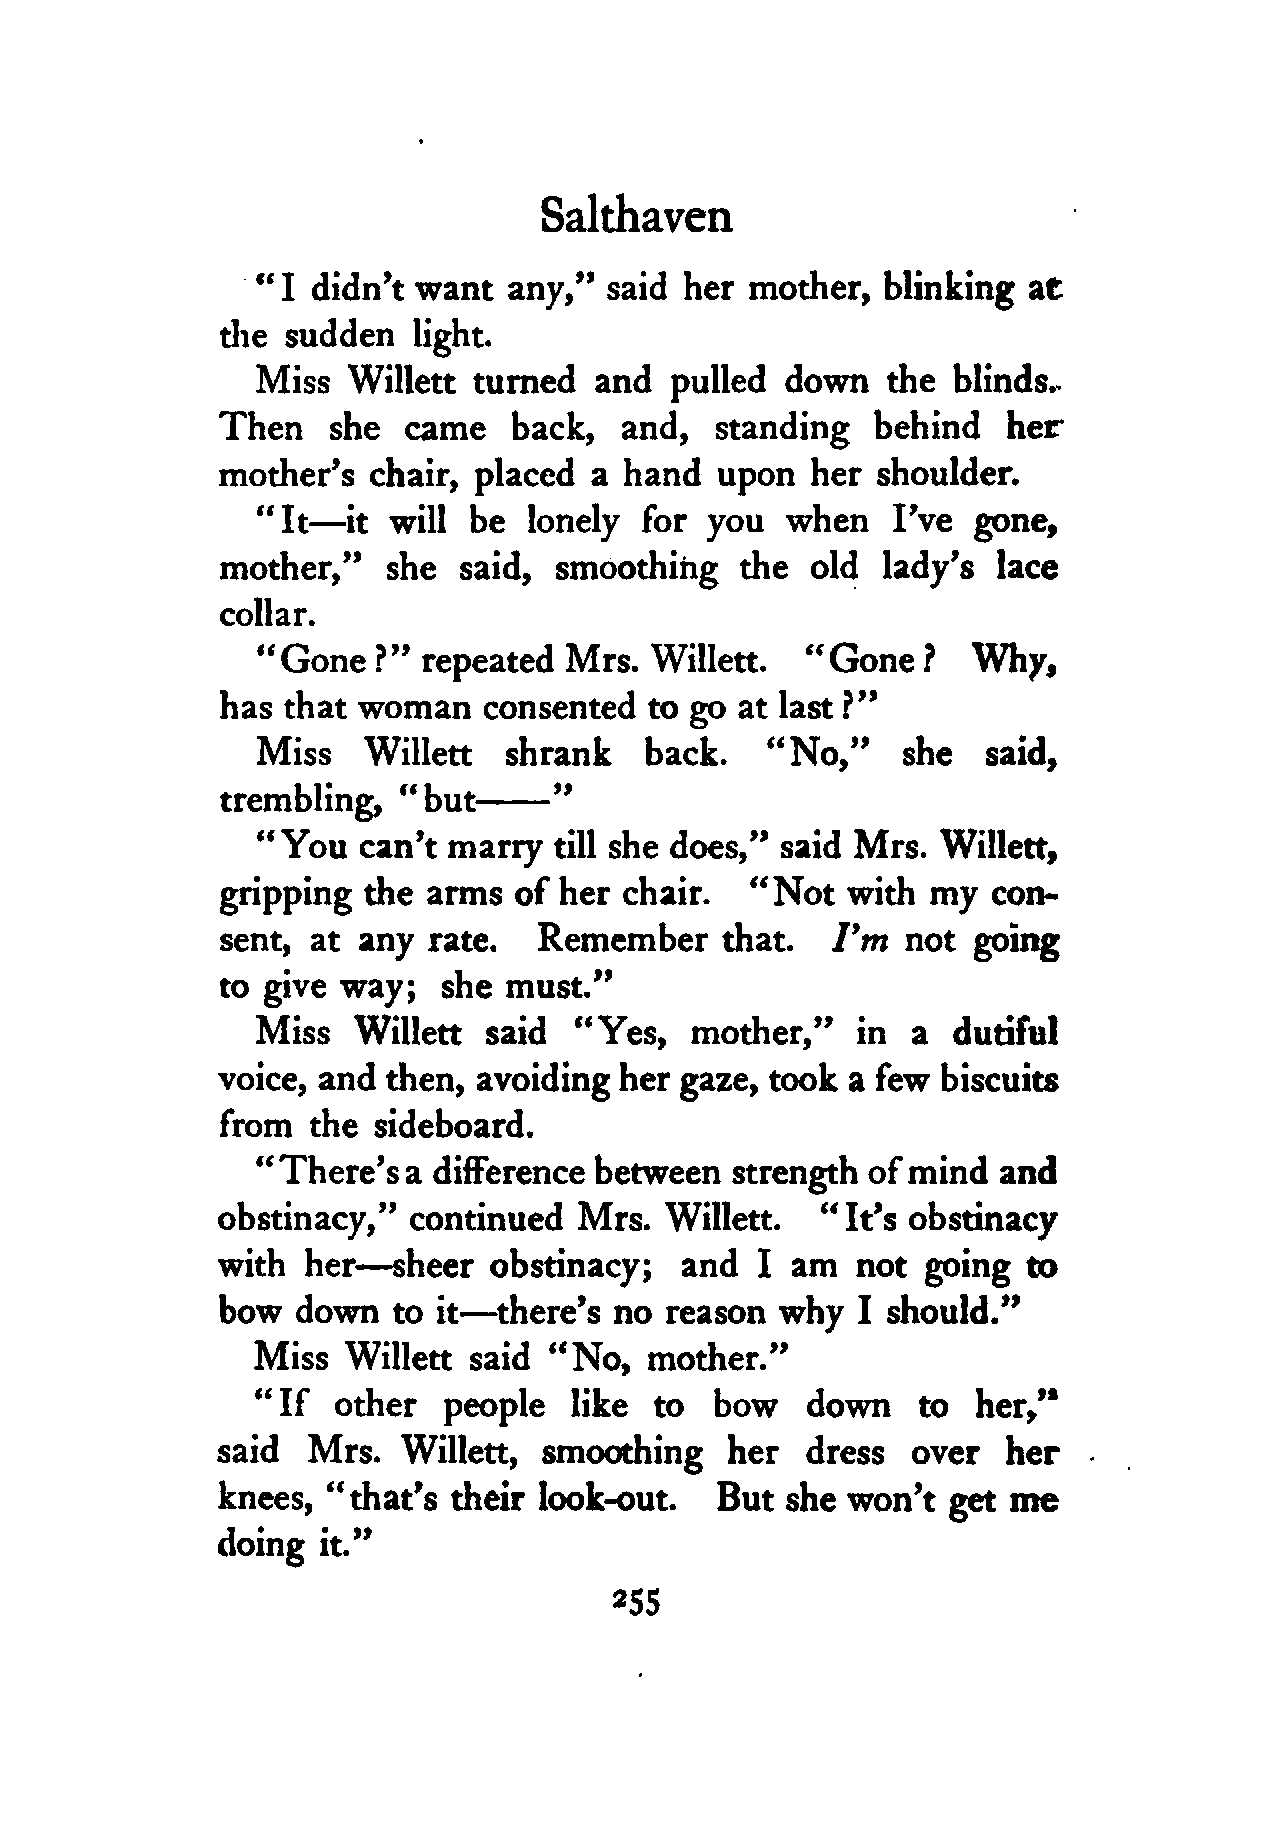 Salthaven
"I didn't want any," said her mother, blinking at
the sudden light.
Miss Willett turned and pulled down the blinds.
Then she came back, and, standing behind her
mother's chair, placed a hand upon her shoulder.
"It—it will be lonely for you when I've gone,
mother," she said, smoothing the old lady's lace
collar.
"Gone?" repeated Mrs. Willett. "Gone? Why,
has that woman consented to go at last?"
Miss Willett shrank back. "No," she said,
trembling, "but——"
"You can't marry till she does," said Mrs. Willett,
gripping the arms of her chair. "Not with my con-
sent, at any rate. Remember that. I'm not going
to give way; she must."
Miss Willett said "Yes, mother," in a dutiful
voice, and then, avoiding her gaze, took a few biscuits
from the sideboard.
"There's a difference between strength of mind and
obstinacy," continued Mrs. Willett. "It's obstinacy
with her—sheer obstinacy; and I am not going to
bow down to it—there's no reason why I should."
Miss Willett said "No, mother."
"If other people like to bow down to her,"
said Mrs. Willett, smoothing her dress over her
knees, "that's their look-out. But she won't get me
doing it."
255